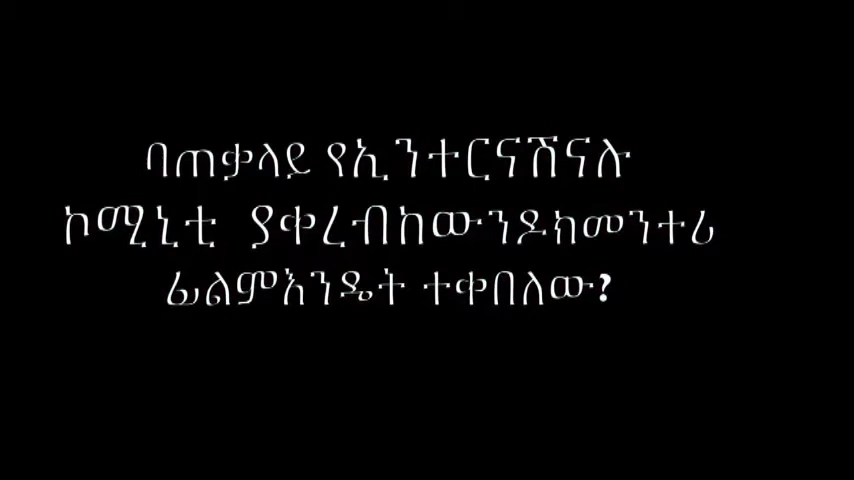 ባጠቃላይ የኢንተርናሽናሉ
ኮሚኒቲ ያቀረብከውንዶክመንተሪ
ፊልምእንዴት ተቀበለው?